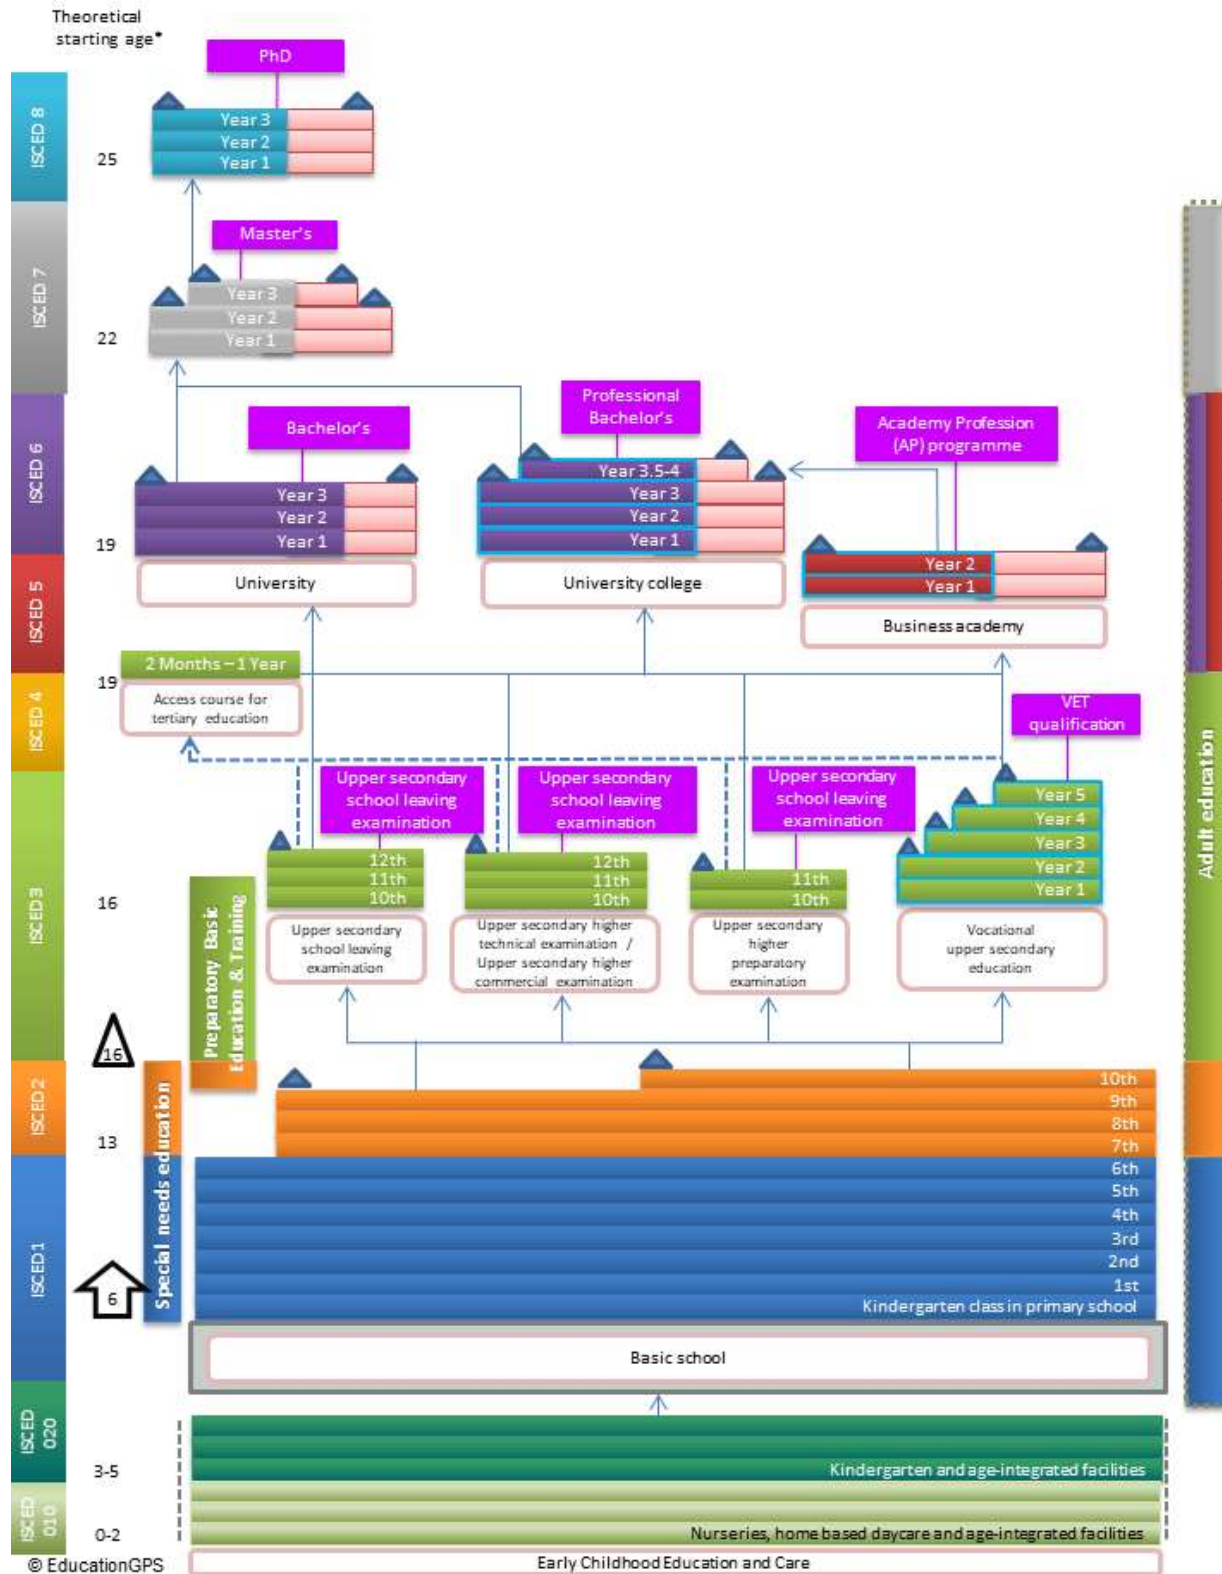 Theoretical
starting age*
PhD
ISCED 8
25
Year 3
Year 2
Year 1
Master's
ISCED 7
22
Year 3
Year 2
Year 1
Bachelor's
Professional
Bachelor's
Academy Profession
(AP) programme
ISCED 6
19
Year 3
Year 2
Year 1
University
Year 3.5-4
Year 3
Year 2
Year 1
University college
Year 2
Year 1
Business academy
ISCED 5
19
2 Months – 1 Year
Access course for
tertiary education
ISCED 4
VET
qualification
Upper secondary
school leaving
examination
Upper secondary
school leaving
examination
Upper secondary
school leaving
examination
ISCED 3
16
12th
11th
10th
Upper secondary
school leaving
examination
12th
11th
10th
Upper secondary higher
technical examination /
Upper secondary higher
commercial examination
11th
10th
Upper secondary
higher
preparatory
examination
Year 5
Year 4
Year 3
Year 2
Year 1
Vocational
upper secondary
education
Adult education
Preparatory Basic
Education & Training
16
ISCED 2
13
Special needs education
10th
9th
8th
7th
ISCED 1
6
6th
5th
4th
3rd
2nd
1st
Kindergarten class in primary school
Basic school
ISCED
020
3-5
Kindergarten and age-integrated facilities
ISCED
010
0-2
Nurseries, home based daycare and age-integrated facilities
Early Childhood Education and Care
© EducationGPS